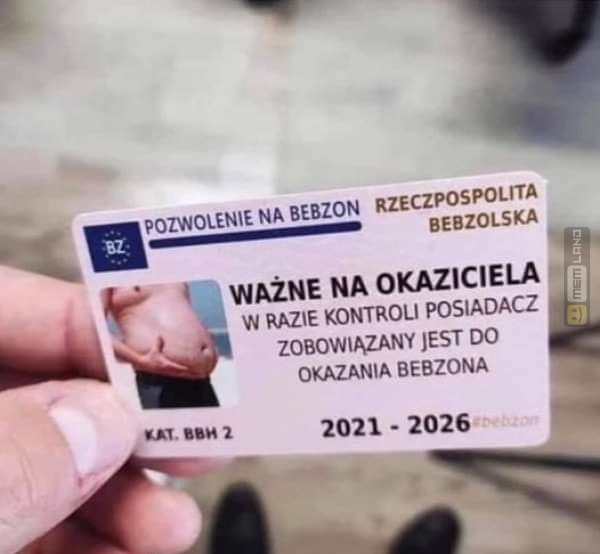 BZ
POZWOLENIE NA BEBZON
RZECZPOSPOLITA
BEBZOLSKA
WAŻNE NA OKAZICIELA
W RAZIE KONTROLI POSIADACZ
ZOBOWIĄZANY JEST DO
OKAZANIA BEBZONA
KAT. BBH 2
2021 - 2026
#bebzon
MEM LAND